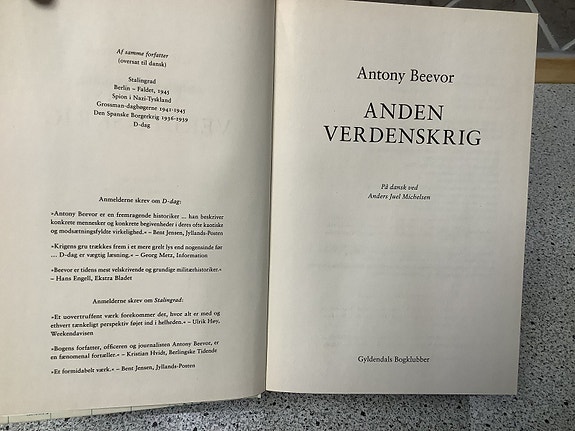 Af samme forfatter
(oversat til dansk)
Stalingrad
Berlin – Faldet, 1945
Spion i Nazi-Tyskland
Grossman-dagbøgerne 1941-1945
Den Spanske Borgerkrig 1936-1939
D-dag
Anmelderne skrev om D-dag:
»Antony Beevor er en fremragende historiker ... han beskriver
konkrete mennesker og konkrete begivenheder i deres ofte kaotiske
og modsætningsfyldte virkelighed.« – Bent Jensen, Jyllands-Posten
»Krigens gru trækkes frem i et mere grelt lys end nogensinde før
... D-dag er vægtig læsning.« – Georg Metz, Information
»Beevor er tidens mest velskrivende og grundige militærhistoriker.«
– Hans Engell, Ekstra Bladet
Anmelderne skrev om Stalingrad:
»Et uovertruffent værk forekommer det, hvor alt er med og
ethvert tænkeligt perspektiv føjet ind i helheden.« – Ulrik Høy,
Weekendavisen
»Bogens forfatter, officeren og journalisten Antony Beevor, er
en fænomenal fortæller.« – Kristian Hvidt, Berlingske Tidende
»Et formidabelt værk.« – Bent Jensen, Jyllands-Posten
Antony Beevor
ANDEN
VERDENSKRIG
På dansk ved
Anders Juel Michelsen
Gyldendals Bogklubber